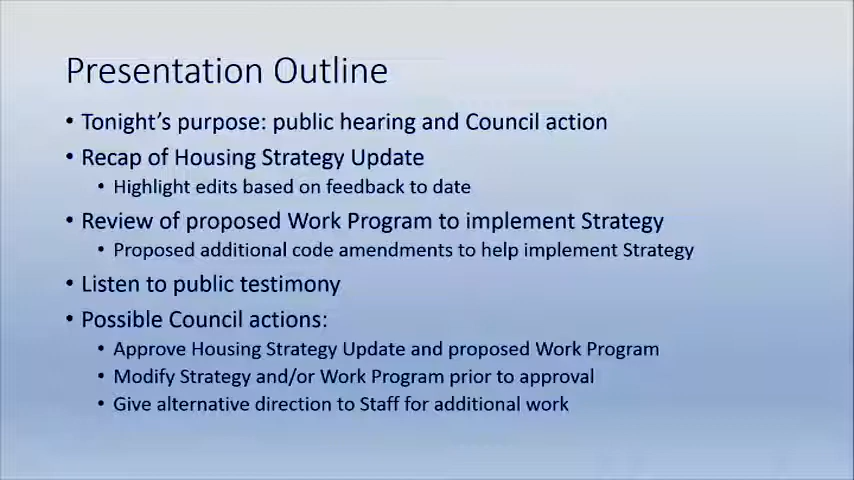 Presentation Outline
• Tonight's purpose: public hearing and Council action
• Recap of Housing Strategy Update
• Highlight edits based on feedback to date
• Review of proposed Work Program to implement Strategy
• Proposed additional code amendments to help implement Strategy
• Listen to public testimony
• Possible Council actions:
• Approve Housing Strategy Update and proposed Work Program
• Modify Strategy and/or Work Program prior to approval
• Give alternative direction to Staff for additional work